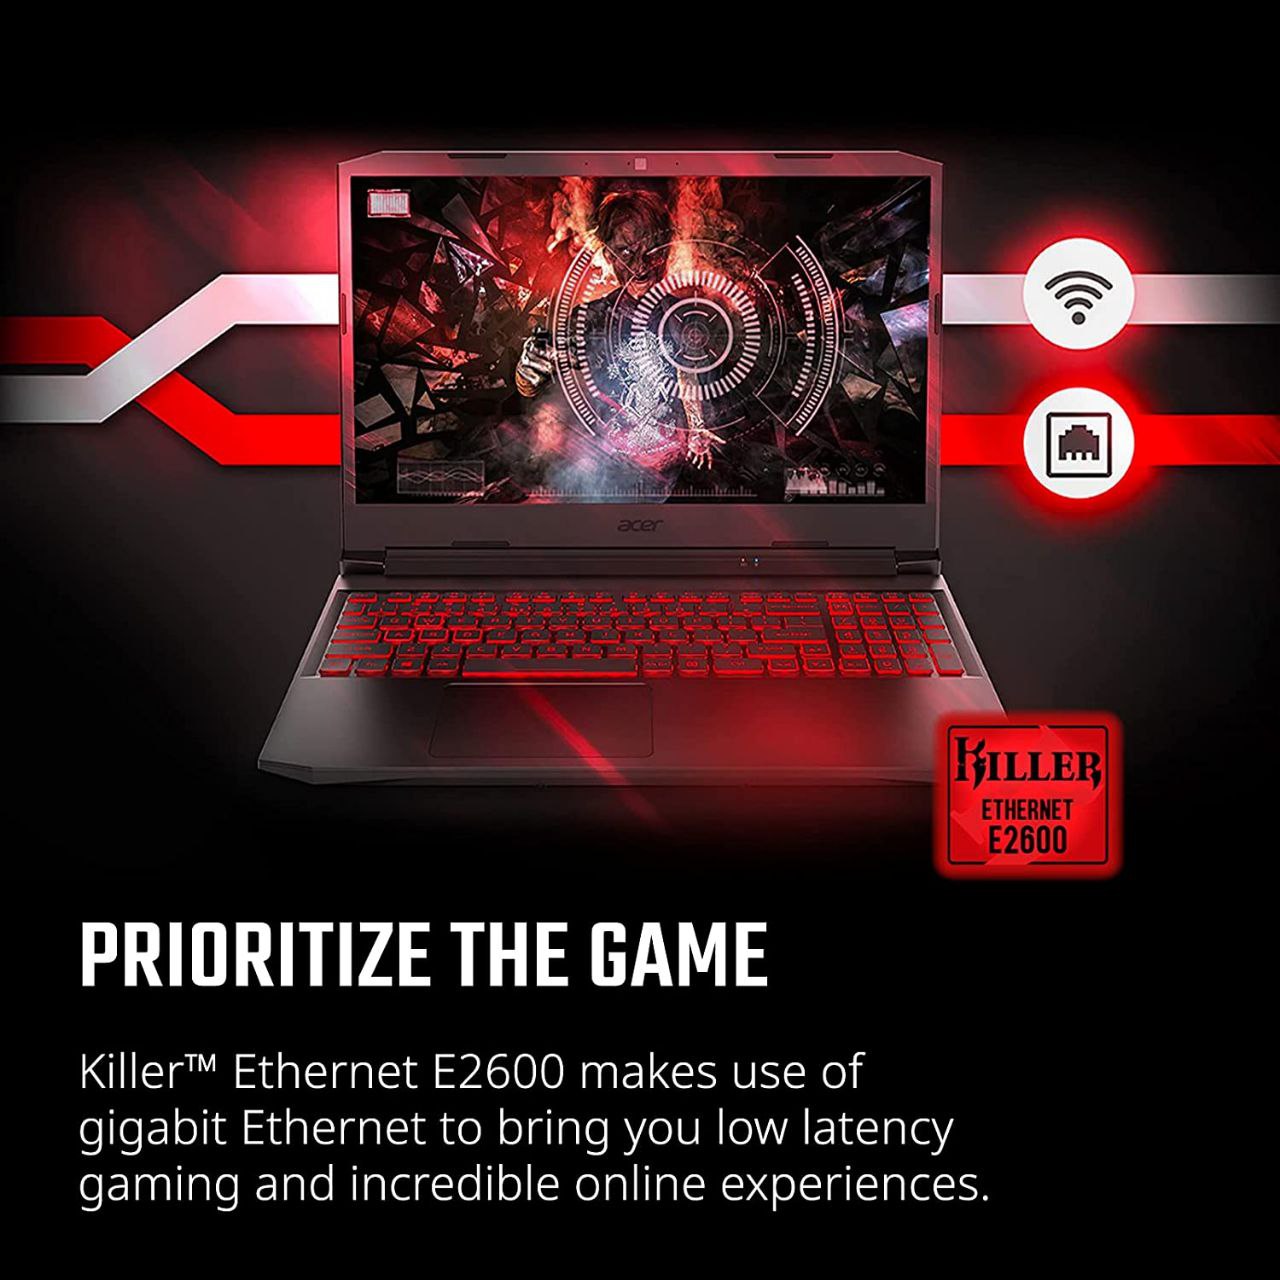 acer
KILLER
ETHERNET
E2600
PRIORITIZE THE GAME
Killer™ Ethernet E2600 makes use of
gigabit Ethernet to bring you low latency
gaming and incredible online experiences.